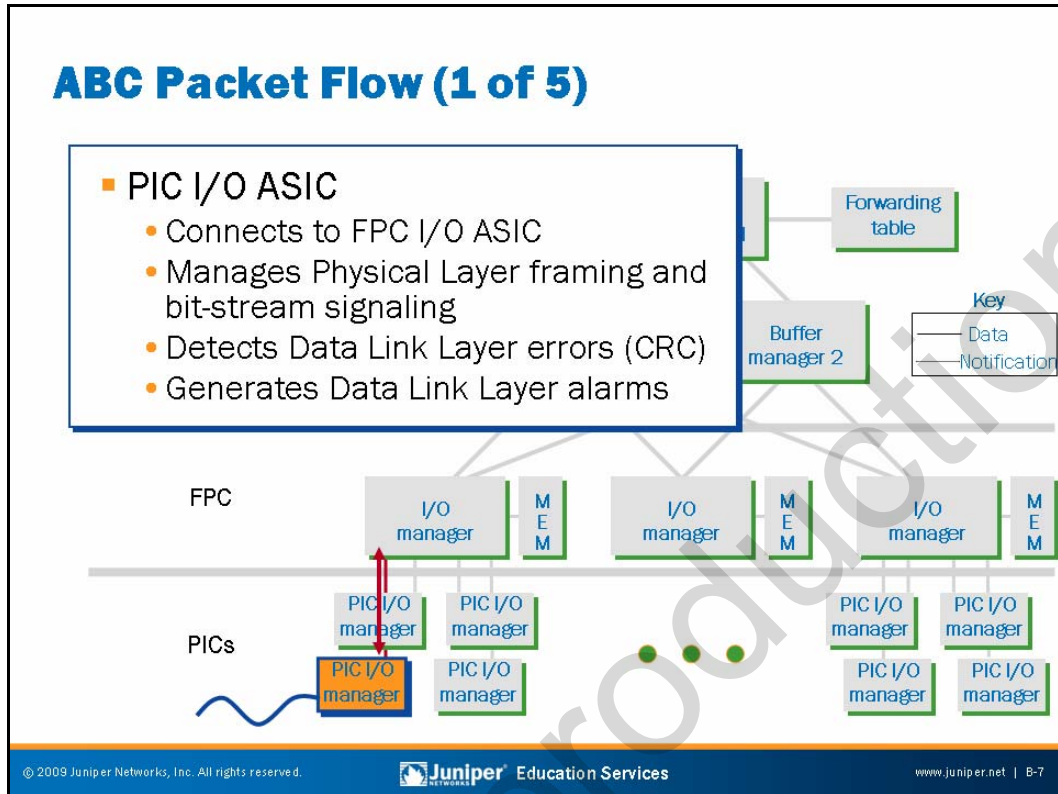 ABC Packet Flow (1 of 5)
PIC I/O ASIC
Connects to FPC I/O ASIC
Manages Physical Layer framing and
bit-stream signaling
Detects Data Link Layer errors (CRC)
Generates Data Link Layer alarms
Forwarding
table
Buffer
manager 2
Key
Data
Notification
FPC
I/O
manager
M
E
M
I/O
manager
M
E
M
I/O
manager
M
E
M
PICs
PIC I/O
manager
PIC I/O
manager
PIC I/O
manager
PIC I/O
manager
PIC I/O
manager
PIC I/O
manager
PIC I/O
manager
PIC I/O
manager
© 2009 Juniper Networks, Inc. All rights reserved.
Juniper NETWORKS Education Services
www.juniper.net | B-7